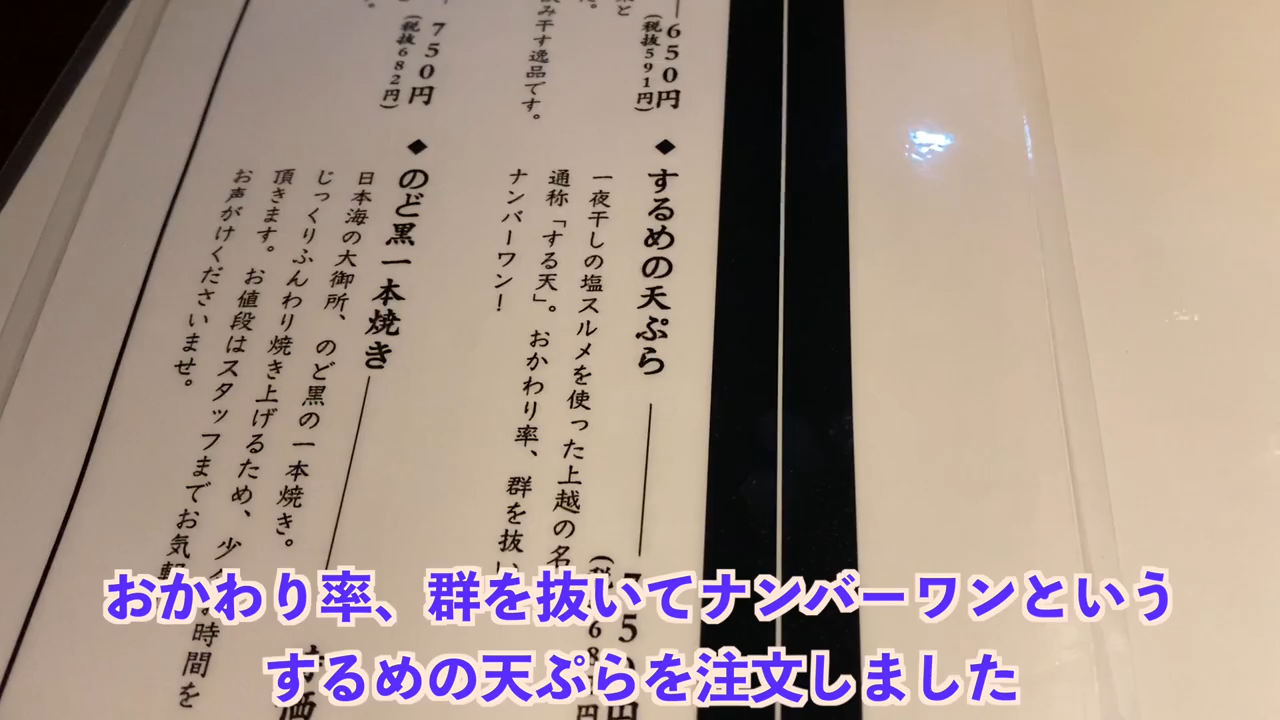 と
650円
(税抜591円)
み干す逸品です。
750円
(税抜682円)
◆するめの天ぷら
一夜干しの塩スルメを使った上越の名
通称「する天」。おかわり率、群を抜い
ナンバーワン!
◆のど黒一本焼き
日本海の大御所、のど黒の一本焼き。
じっくりふんわり焼き上げるため、少々お時間を
頂きます。お値段はスタッフまでお気軽
お声がけくださいませ。
おかわり率、群を抜いてナンバーワンという
するめの天ぷらを注文しました